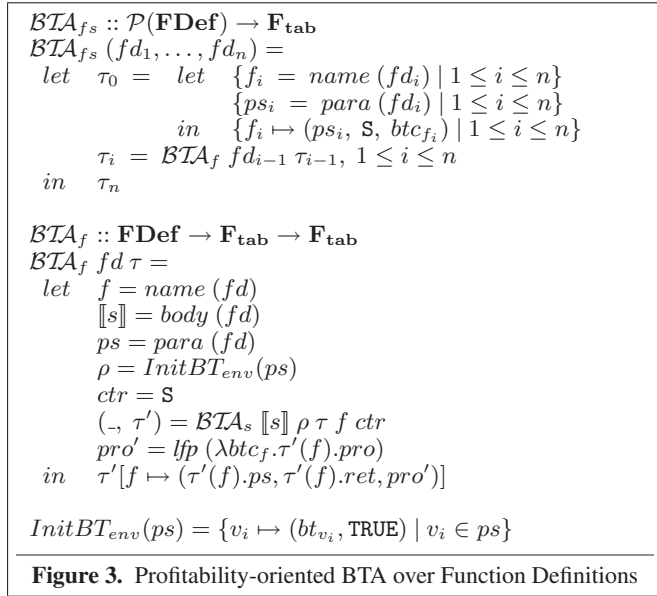 𝓑𝓣𝓐_fs :: 𝓟(FDef) → F_tab
𝓑𝓣𝓐_fs (fd_1, . . . , fd_n) =
let τ_0 = let {f_i = name (fd_i) | 1 ≤ i ≤ n}
{ps_i = para (fd_i) | 1 ≤ i ≤ n}
in {f_i ↦ (ps_i, S, btc_{f_i}) | 1 ≤ i ≤ n}
τ_i = 𝓑𝓣𝓐_f fd_{i−1} τ_{i−1}, 1 ≤ i ≤ n
in τ_n
𝓑𝓣𝓐_f :: FDef → F_tab → F_tab
𝓑𝓣𝓐_f fd τ =
let f = name (fd)
⟦s⟧ = body (fd)
ps = para (fd)
ρ = InitBT_env(ps)
ctr = S
(_, τ′) = 𝓑𝓣𝓐_s ⟦s⟧ ρ τ f ctr
pro′ = lfp (λbtc_f.τ′(f).pro)
in τ′[f ↦ (τ′(f).ps, τ′(f).ret, pro′)]
InitBT_env(ps) = {v_i ↦ (bt_{v_i}, TRUE) | v_i ∈ ps}
Figure 3. Profitability-oriented BTA over Function Definitions